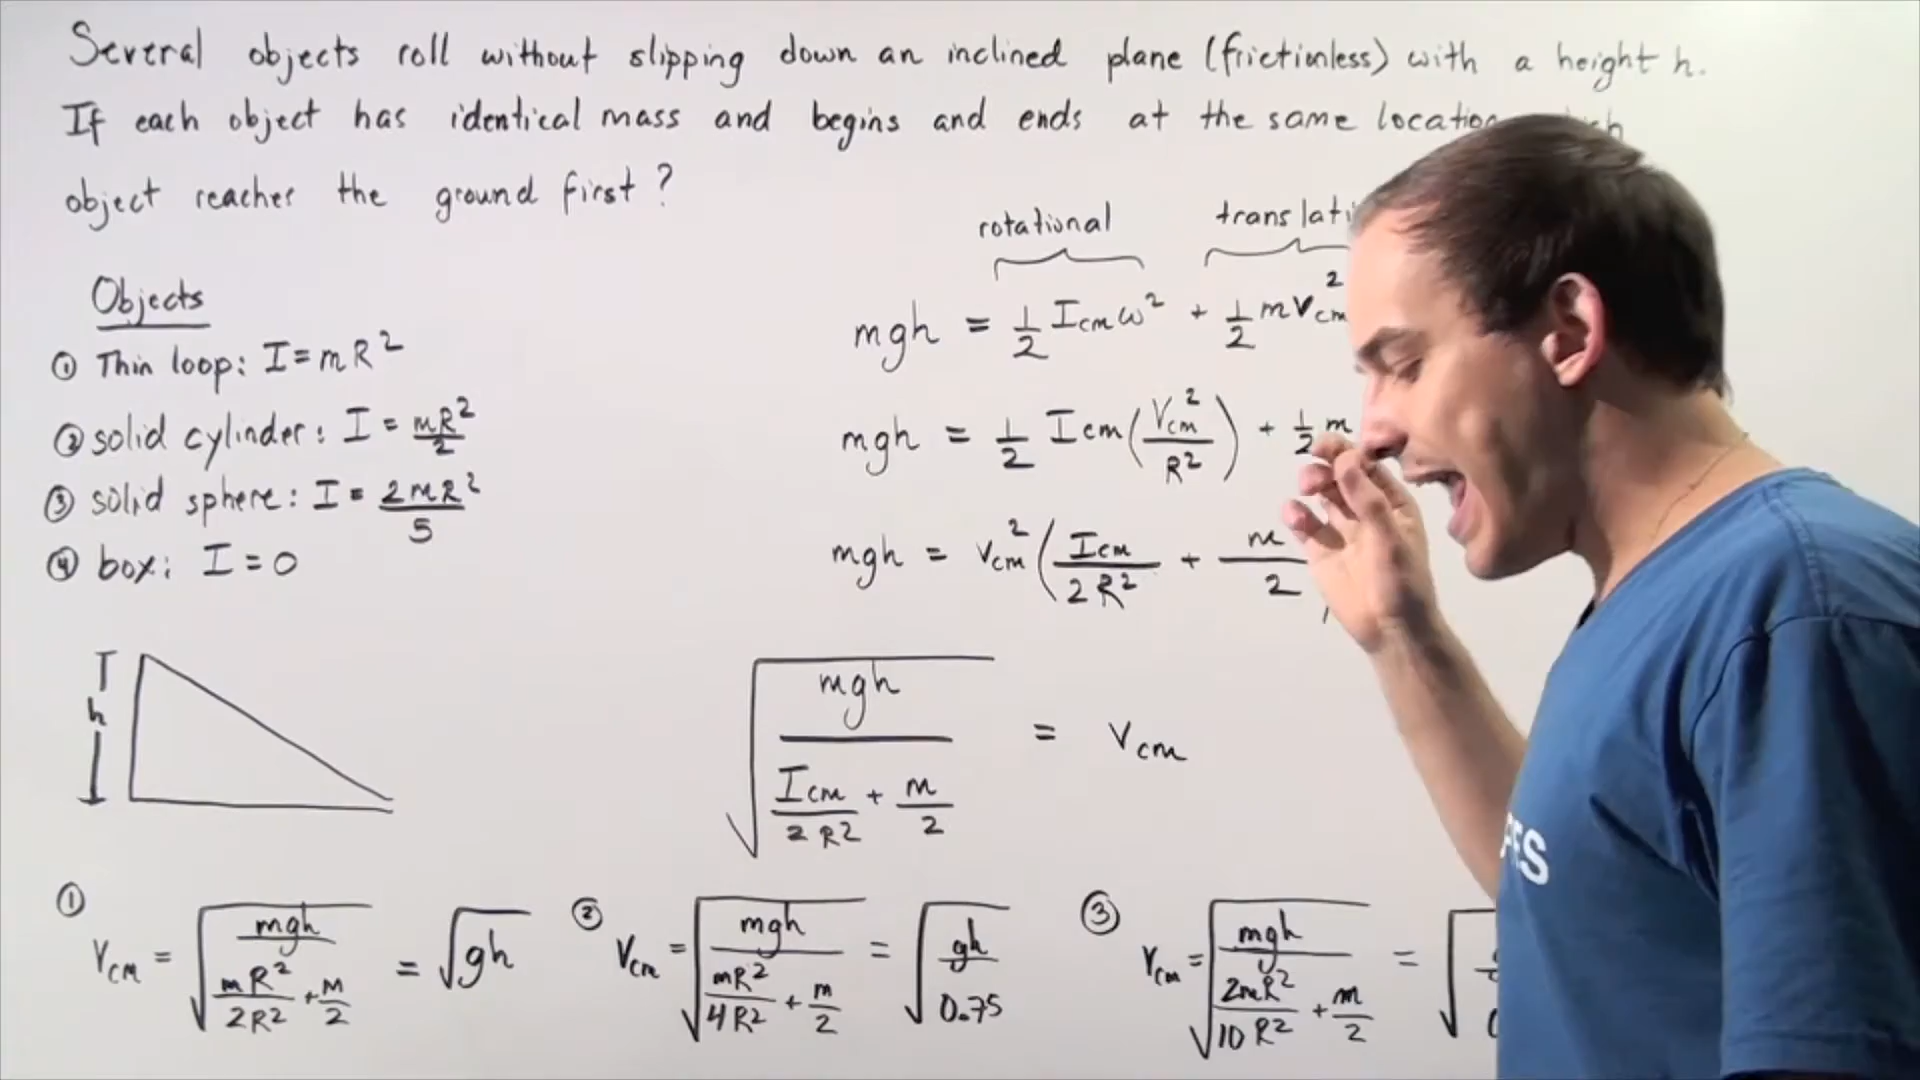 Several objects roll without slipping down an inclined plane (frictionless) with a height h.
If each object has identical mass and begins and ends at the same location
object reaches the ground first?
rotational
Objects
mgh = 1/2 Icm ω² + 1/2 m Vcm²
① Thin loop: I = mR²
② solid cylinder: I = mR²/2
mgh = 1/2 Icm (Vcm²/R²) + 1/2 m
③ solid sphere: I = 2mR²/5
④ box: I = 0
mgh = Vcm² (Icm/2R² + m/2
h
√(mgh/(Icm/2R² + m/2)) = Vcm
① Vcm = √(mgh/(mR²/2R² + m/2)) = √gh
② Vcm = √(mgh/(mR²/4R² + m/2)) = √(gh/0.75)
③ Vcm = √(mgh/(2mR²/10R² + m/2)) =